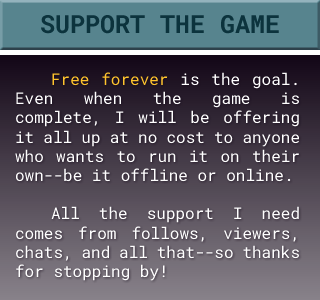 SUPPORT THE GAME
Free forever is the goal.
Even when the game is
complete, I will be offering
it all up at no cost to anyone
who wants to run it on their
own--be it offline or online.
All the support I need
comes from follows, viewers,
chats, and all that--so thanks
for stopping by!